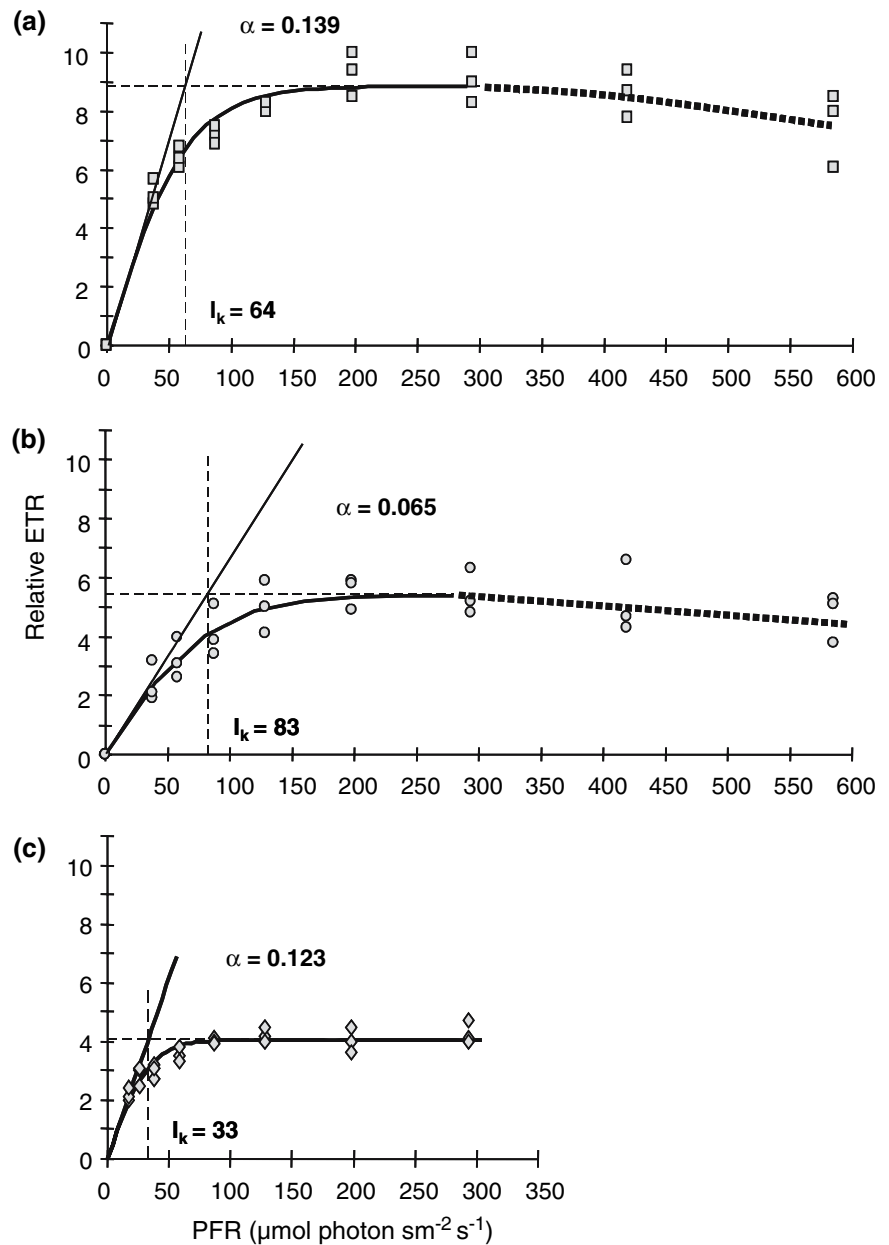 (a)
α = 0.139
10
8
6
4
2
0
I_k = 64
0 50 100 150 200 250 300 350 400 450 500 550 600
(b)
10
8
6
4
2
0
Relative ETR
α = 0.065
I_k = 83
0 50 100 150 200 250 300 350 400 450 500 550 600
(c)
10
8
6
4
2
0
α = 0.123
I_k = 33
0 50 100 150 200 250 300 350
PFR (μmol photon sm⁻² s⁻¹)